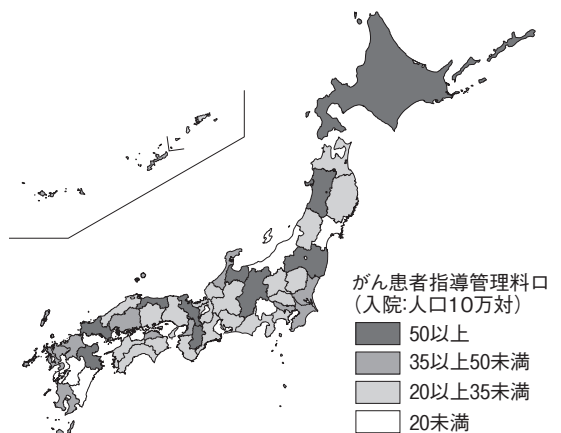 がん患者指導管理料ロ
(入院:人口10万対)
50以上
35以上50未満
20以上35未満
20未満